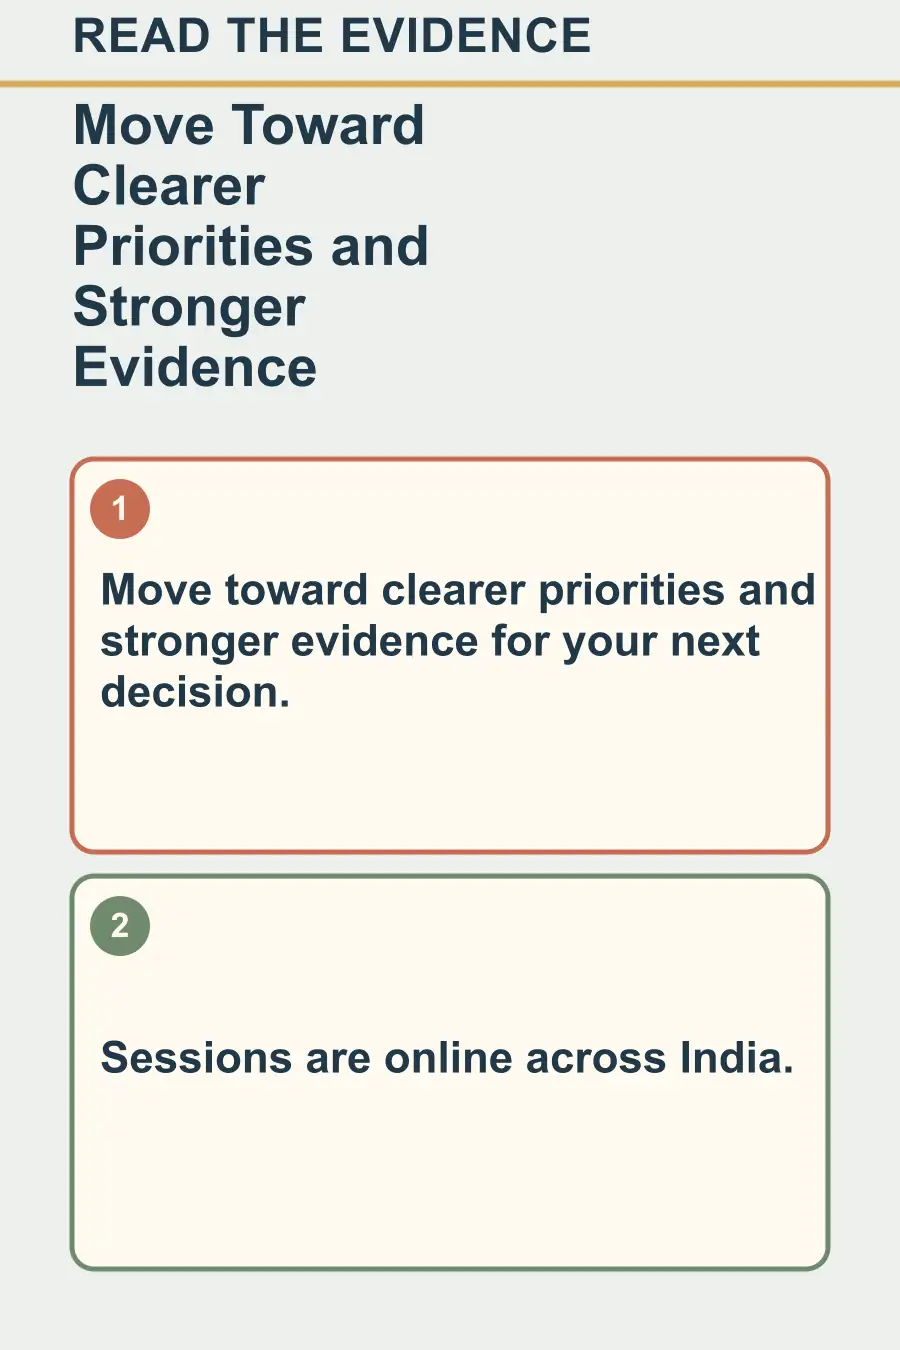 READ THE EVIDENCE
Move Toward
Clearer
Priorities and
Stronger
Evidence
1
Move toward clearer priorities and
stronger evidence for your next
decision.
2
Sessions are online across India.